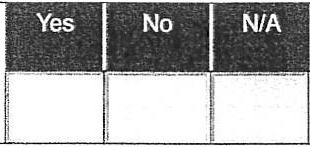 Yes No N/A